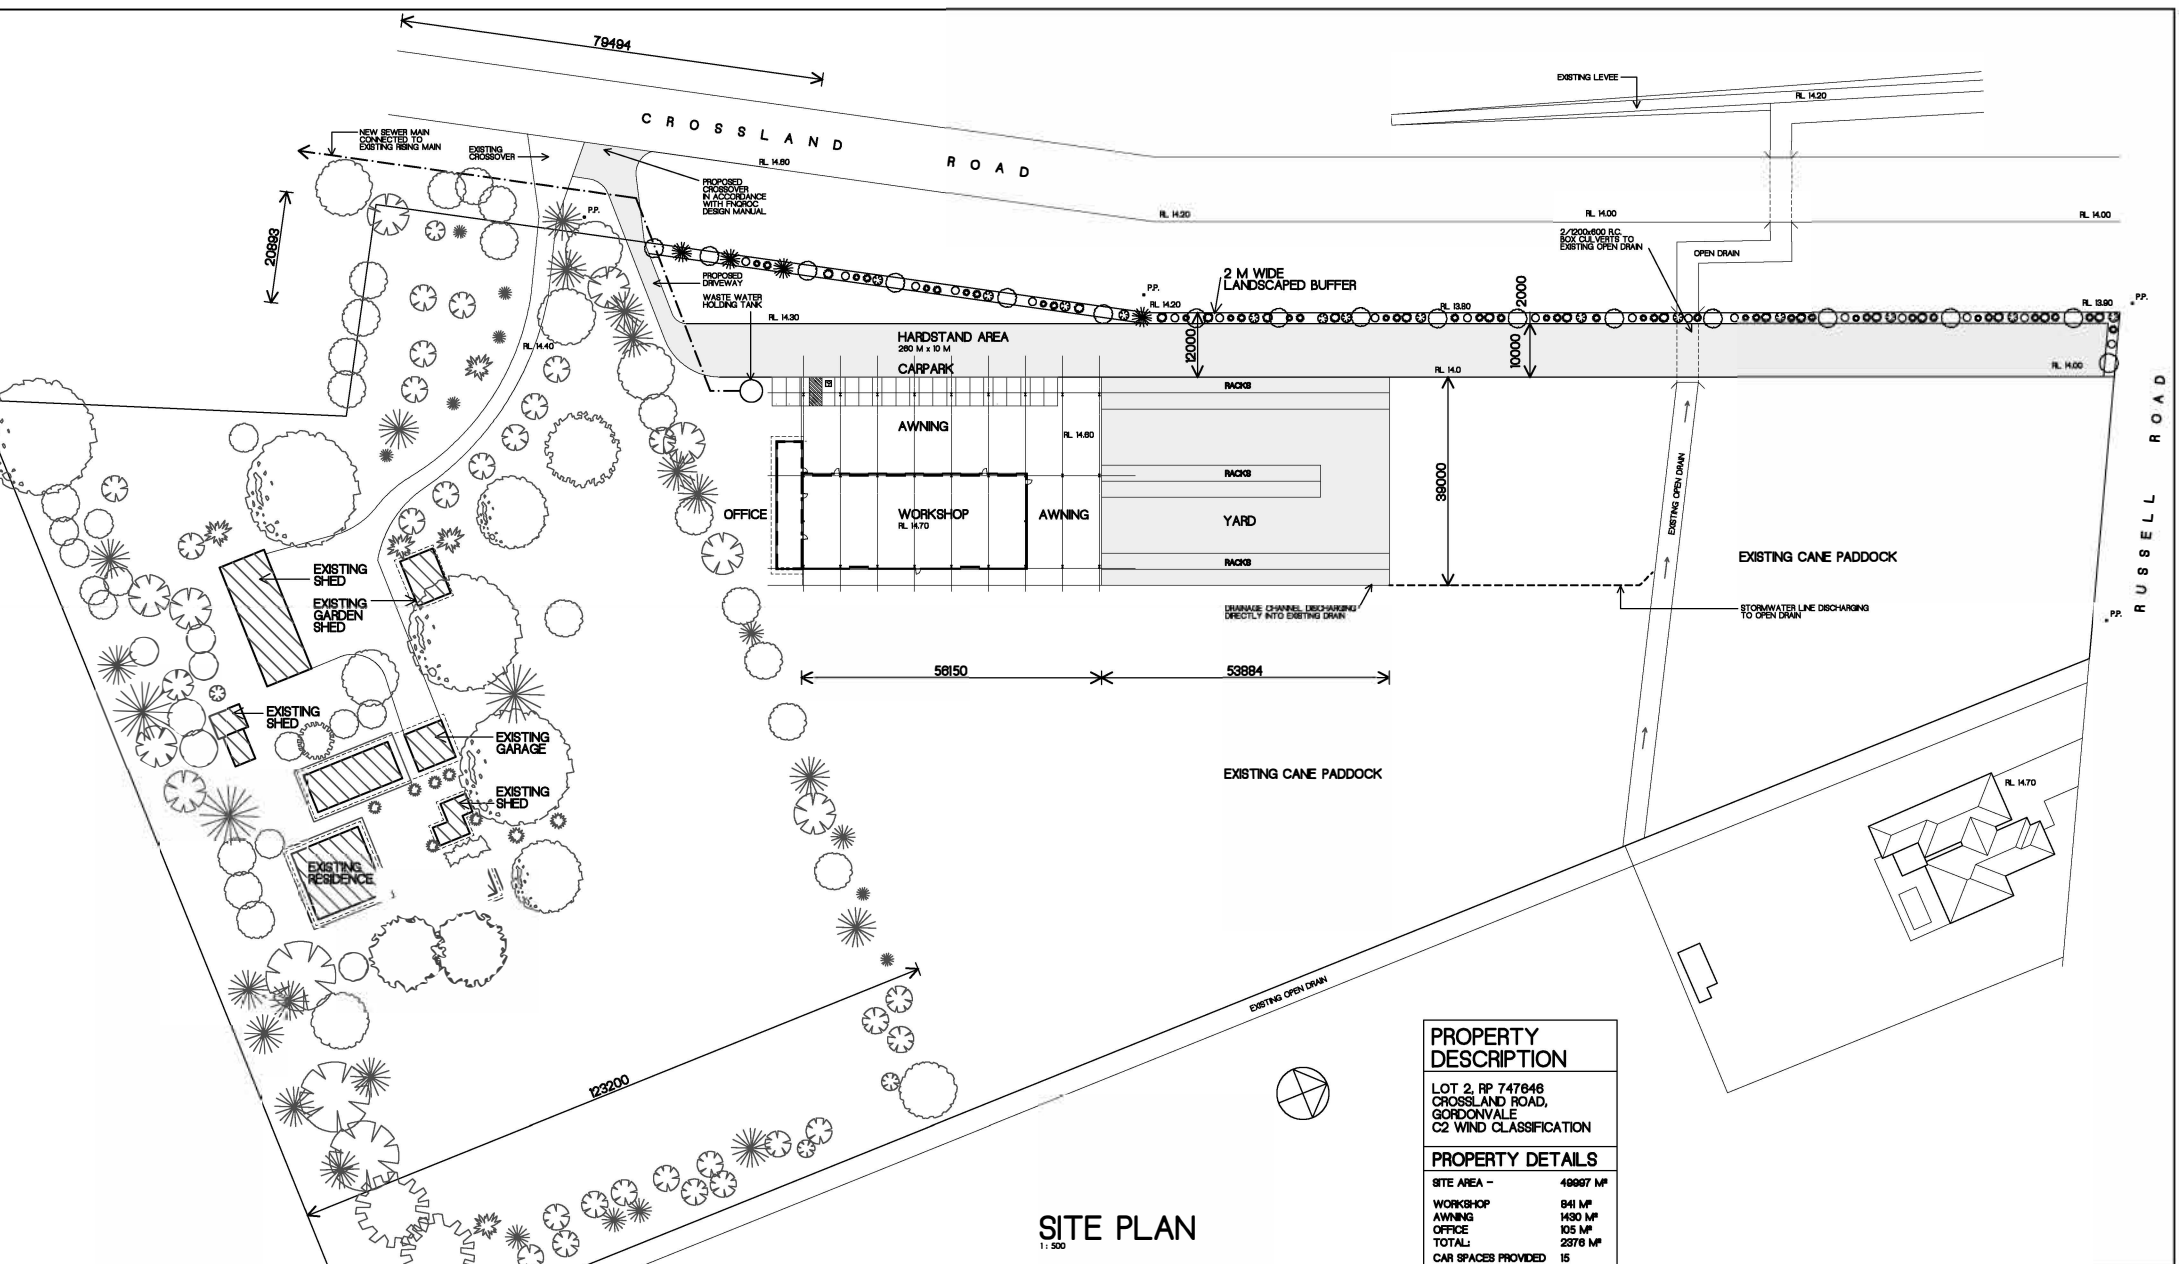 79494
EXISTING LEVEE
RL 14.20
CROSSLAND ROAD
NEW SEWER MAIN
CONNECTED TO
EXISTING RISING MAIN
EXISTING
CROSSOVER
RL 14.60
PROPOSED
CROSSOVER
IN ACCORDANCE
WITH FNQROC
DESIGN MANUAL
P.P.
RL 14.20
RL 14.00
RL 14.00
20893
2/1200x600 R.C.
BOX CULVERTS TO
EXISTING OPEN DRAIN
OPEN DRAIN
PROPOSED
DRIVEWAY
WASTE WATER
HOLDING TANK
2 M WIDE
LANDSCAPED BUFFER
P.P.
RL 14.20
RL 13.80
2000
RL 13.90
P.P.
RL 14.30
RL 14.40
HARDSTAND AREA
260 M x 10 M
12000
10000
CARPARK
RL 14.0
RL 14.00
RACKS
AWNING
RL 14.60
RACKS
39000
EXISTING OPEN DRAIN
RUSSELL ROAD
OFFICE
WORKSHOP
RL 14.70
AWNING
YARD
RACKS
EXISTING CANE PADDOCK
EXISTING
SHED
EXISTING
GARDEN
SHED
DRAINAGE CHANNEL DISCHARGING
DIRECTLY INTO EXISTING DRAIN
STORMWATER LINE DISCHARGING
TO OPEN DRAIN
P.P.
56150
53884
EXISTING
SHED
EXISTING
GARAGE
EXISTING CANE PADDOCK
EXISTING
SHED
RL 14.70
EXISTING
RESIDENCE
EXISTING OPEN DRAIN
123200
PROPERTY
DESCRIPTION
LOT 2, RP 747646
CROSSLAND ROAD,
GORDONVALE
C2 WIND CLASSIFICATION
PROPERTY DETAILS
SITE AREA - 49997 M²
WORKSHOP 841 M²
AWNING 1430 M²
OFFICE 105 M²
TOTAL: 2376 M²
CAR SPACES PROVIDED 15
SITE PLAN
1 : 500